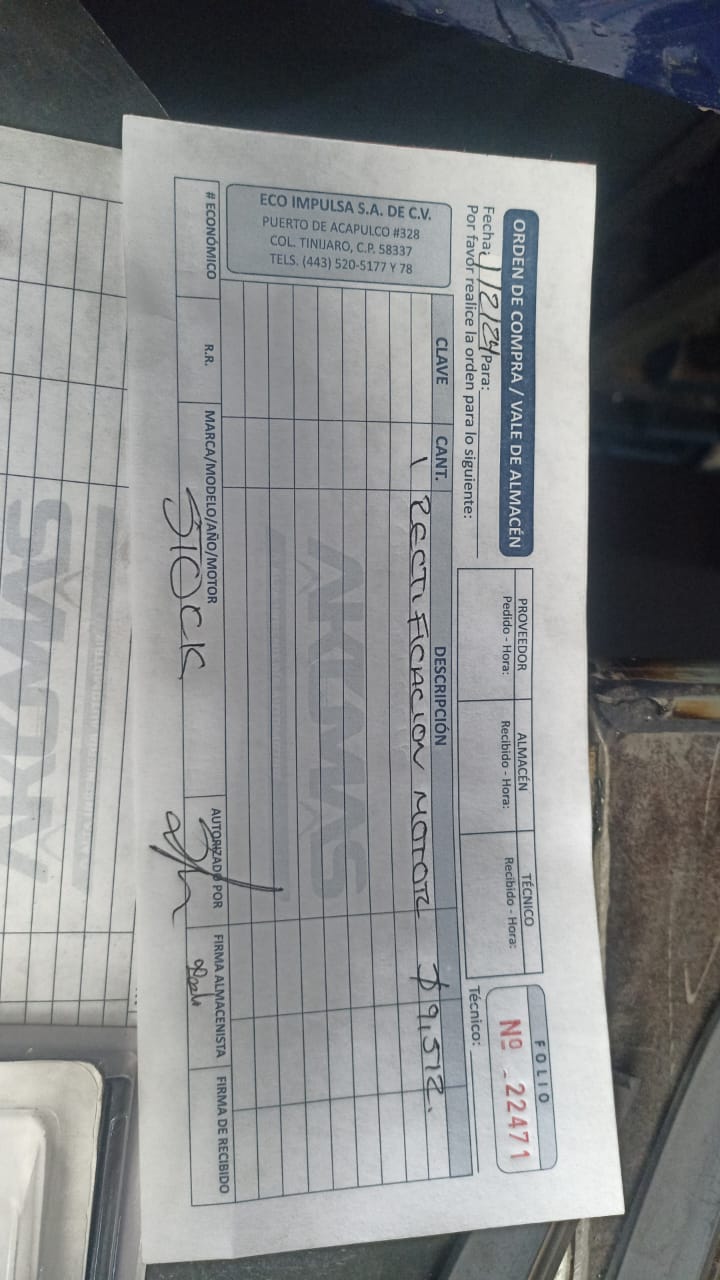 ORDEN DE COMPRA / VALE DE ALMACÉN
Fecha: 1/2/24 Para:
Por favor realice la orden para lo siguiente:
PROVEEDOR
Pedido - Hora:
ALMACÉN
Recibido - Hora:
TÉCNICO
Recibido - Hora:
FOLIO
Nº 22471
Técnico:
ECO IMPULSA S.A. DE C.V.
PUERTO DE ACAPULCO #328
COL. TINIJARO, C.P. 58337
TELS. (443) 520-5177 Y 78
CLAVE CANT. DESCRIPCIÓN
1 RECTIFICACION MOTOR $9,512.
AKUMAS
# ECONÓMICO R.R. MARCA/MODELO/AÑO/MOTOR AUTORIZADO POR FIRMA ALMACENISTA FIRMA DE RECIBIDO
STOCK